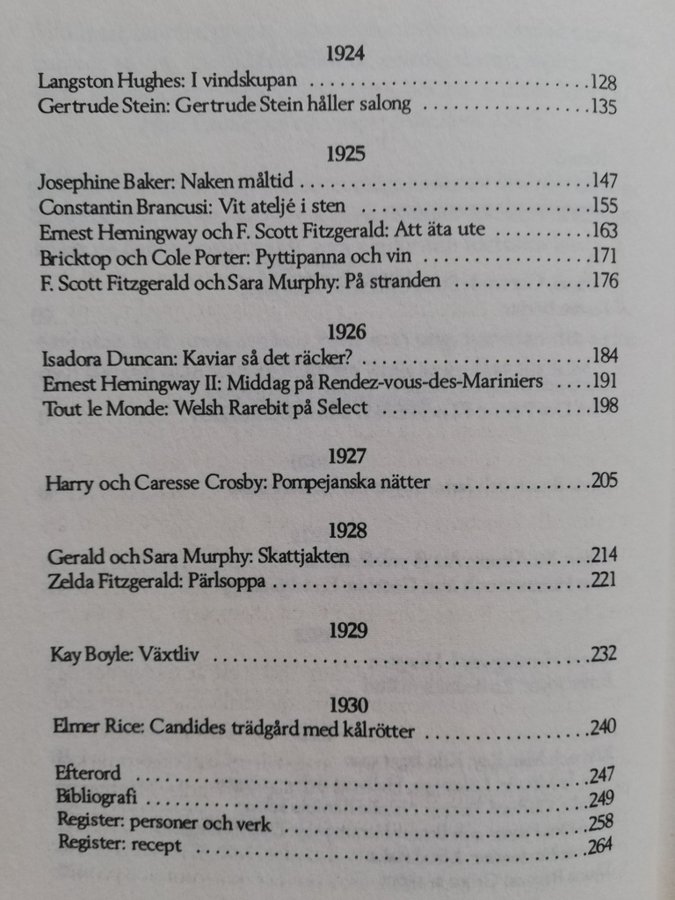 1924
Langston Hughes: I vindskupan ............................128
Gertrude Stein: Gertrude Stein håller salong .................135
1925
Josephine Baker: Naken måltid .............................147
Constantin Brancusi: Vit ateljé i sten .......................155
Ernest Hemingway och F. Scott Fitzgerald: Att äta ute ..........163
Bricktop och Cole Porter: Pyttipanna och vin ..................171
F. Scott Fitzgerald och Sara Murphy: På stranden ..............176
1926
Isadora Duncan: Kaviar så det räcker? .......................184
Ernest Hemingway II: Middag på Rendez-vous-des-Mariniers ....191
Tout le Monde: Welsh Rarebit på Select ......................198
1927
Harry och Caresse Crosby: Pompejanska nätter ...............205
1928
Gerald och Sara Murphy: Skattjakten .......................214
Zelda Fitzgerald: Pärlsoppa ................................221
1929
Kay Boyle: Växtliv ......................................232
1930
Elmer Rice: Candides trädgård med kålrötter .................240
Efterord ..............................................247
Bibliografi .............................................249
Register: personer och verk ...............................258
Register: recept ........................................264